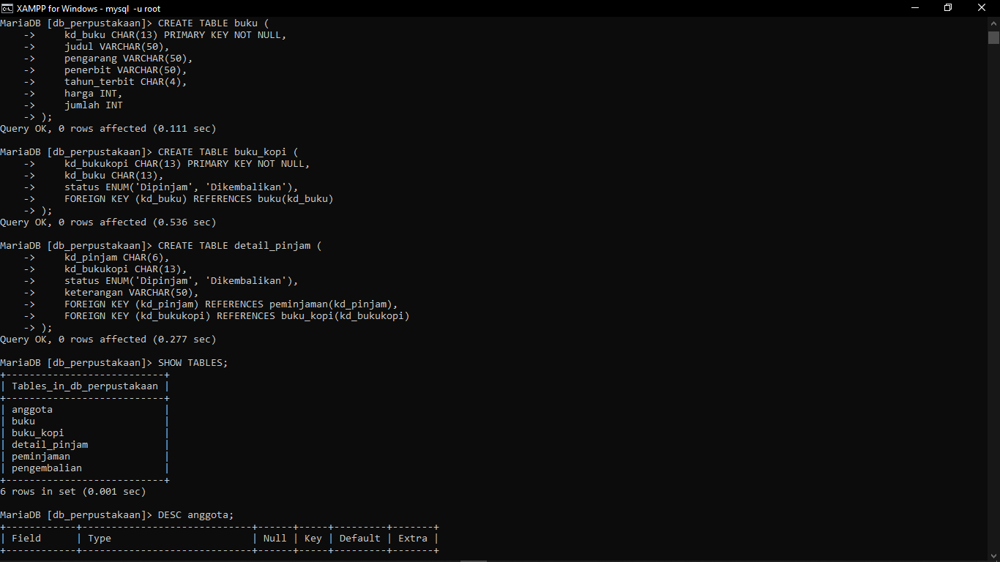 XAMPP for Windows - mysql  -u root
MariaDB [db_perpustakaan]> CREATE TABLE buku (
    ->     kd_buku CHAR(13) PRIMARY KEY NOT NULL,
    ->     judul VARCHAR(50),
    ->     pengarang VARCHAR(50),
    ->     penerbit VARCHAR(50),
    ->     tahun_terbit CHAR(4),
    ->     harga INT,
    ->     jumlah INT
    -> );
Query OK, 0 rows affected (0.111 sec)

MariaDB [db_perpustakaan]> CREATE TABLE buku_kopi (
    ->     kd_bukukopi CHAR(13) PRIMARY KEY NOT NULL,
    ->     kd_buku CHAR(13),
    ->     status ENUM('Dipinjam', 'Dikembalikan'),
    ->     FOREIGN KEY (kd_buku) REFERENCES buku(kd_buku)
    -> );
Query OK, 0 rows affected (0.536 sec)

MariaDB [db_perpustakaan]> CREATE TABLE detail_pinjam (
    ->     kd_pinjam CHAR(6),
    ->     kd_bukukopi CHAR(13),
    ->     status ENUM('Dipinjam', 'Dikembalikan'),
    ->     keterangan VARCHAR(50),
    ->     FOREIGN KEY (kd_pinjam) REFERENCES peminjaman(kd_pinjam),
    ->     FOREIGN KEY (kd_bukukopi) REFERENCES buku_kopi(kd_bukukopi)
    -> );
Query OK, 0 rows affected (0.277 sec)

MariaDB [db_perpustakaan]> SHOW TABLES;
+---------------------------+
| Tables_in_db_perpustakaan |
+---------------------------+
| anggota                   |
| buku                      |
| buku_kopi                 |
| detail_pinjam             |
| peminjaman                |
| pengembalian              |
+---------------------------+
6 rows in set (0.001 sec)

MariaDB [db_perpustakaan]> DESC anggota;
+------------+-----------------------------+------+-----+---------+-------+
| Field      | Type                        | Null | Key | Default | Extra |
+------------+-----------------------------+------+-----+---------+-------+